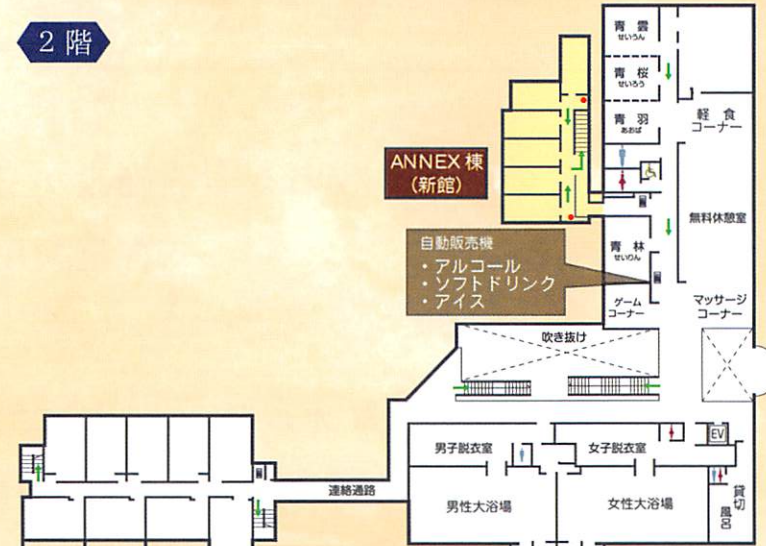 2階
青雲
せいうん
青桜
せいろう
青羽
あおば
軽食
コーナー
ANNEX棟
(新館)
無料休憩室
自動販売機
・アルコール
・ソフトドリンク
・アイス
青林
せいりん
ゲーム
コーナー
マッサージ
コーナー
吹き抜け
男子脱衣室
女子脱衣室
EV
連絡通路
男性大浴場
女性大浴場
貸切
風呂